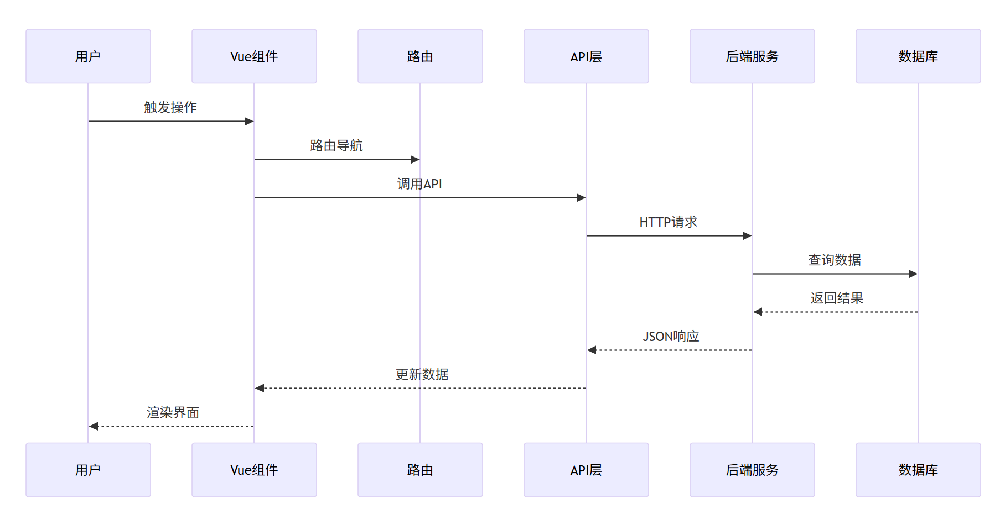 用户
Vue组件
路由
API层
后端服务
数据库
触发操作
路由导航
调用API
HTTP请求
查询数据
返回结果
JSON响应
更新数据
渲染界面
用户
Vue组件
路由
API层
后端服务
数据库